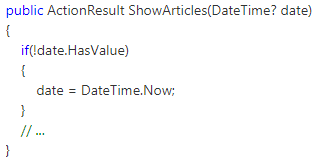 public ActionResult ShowArticles(DateTime? date)
{
if(!date.HasValue)
{
date = DateTime.Now;
}
// ...
}